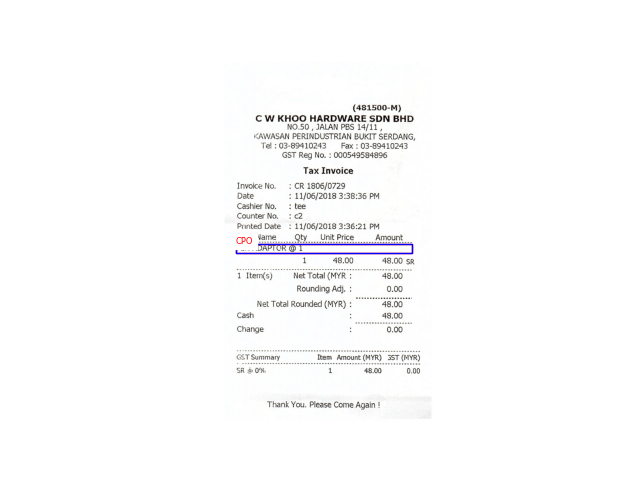 (481500-M)
C W KHOO HARDWARE SDN BHD
NO.50 , JALAN PBS 14/11 ,
KAWASAN PERINDUSTRIAN BUKIT SERDANG,
Tel : 03-89410243 Fax : 03-89410243
GST Reg No. : 000549584896
Tax Invoice
Invoice No. : CR 1806/0729
Date : 11/06/2018 3:38:36 PM
Cashier No. : tee
Counter No. : c2
Printed Date : 11/06/2018 3:36:21 PM
CPO Name Qty Unit Price Amount
@ 1
1 48.00 48.00 SR
1 Item(s) Net Total (MYR : 48.00
Rounding Adj. : 0.00
Net Total Rounded (MYR) : 48.00
Cash : 48.00
Change : 0.00
GST Summary Item Amount (MYR) GST (MYR)
SR @ 0% 1 48.00 0.00
Thank You. Please Come Again !